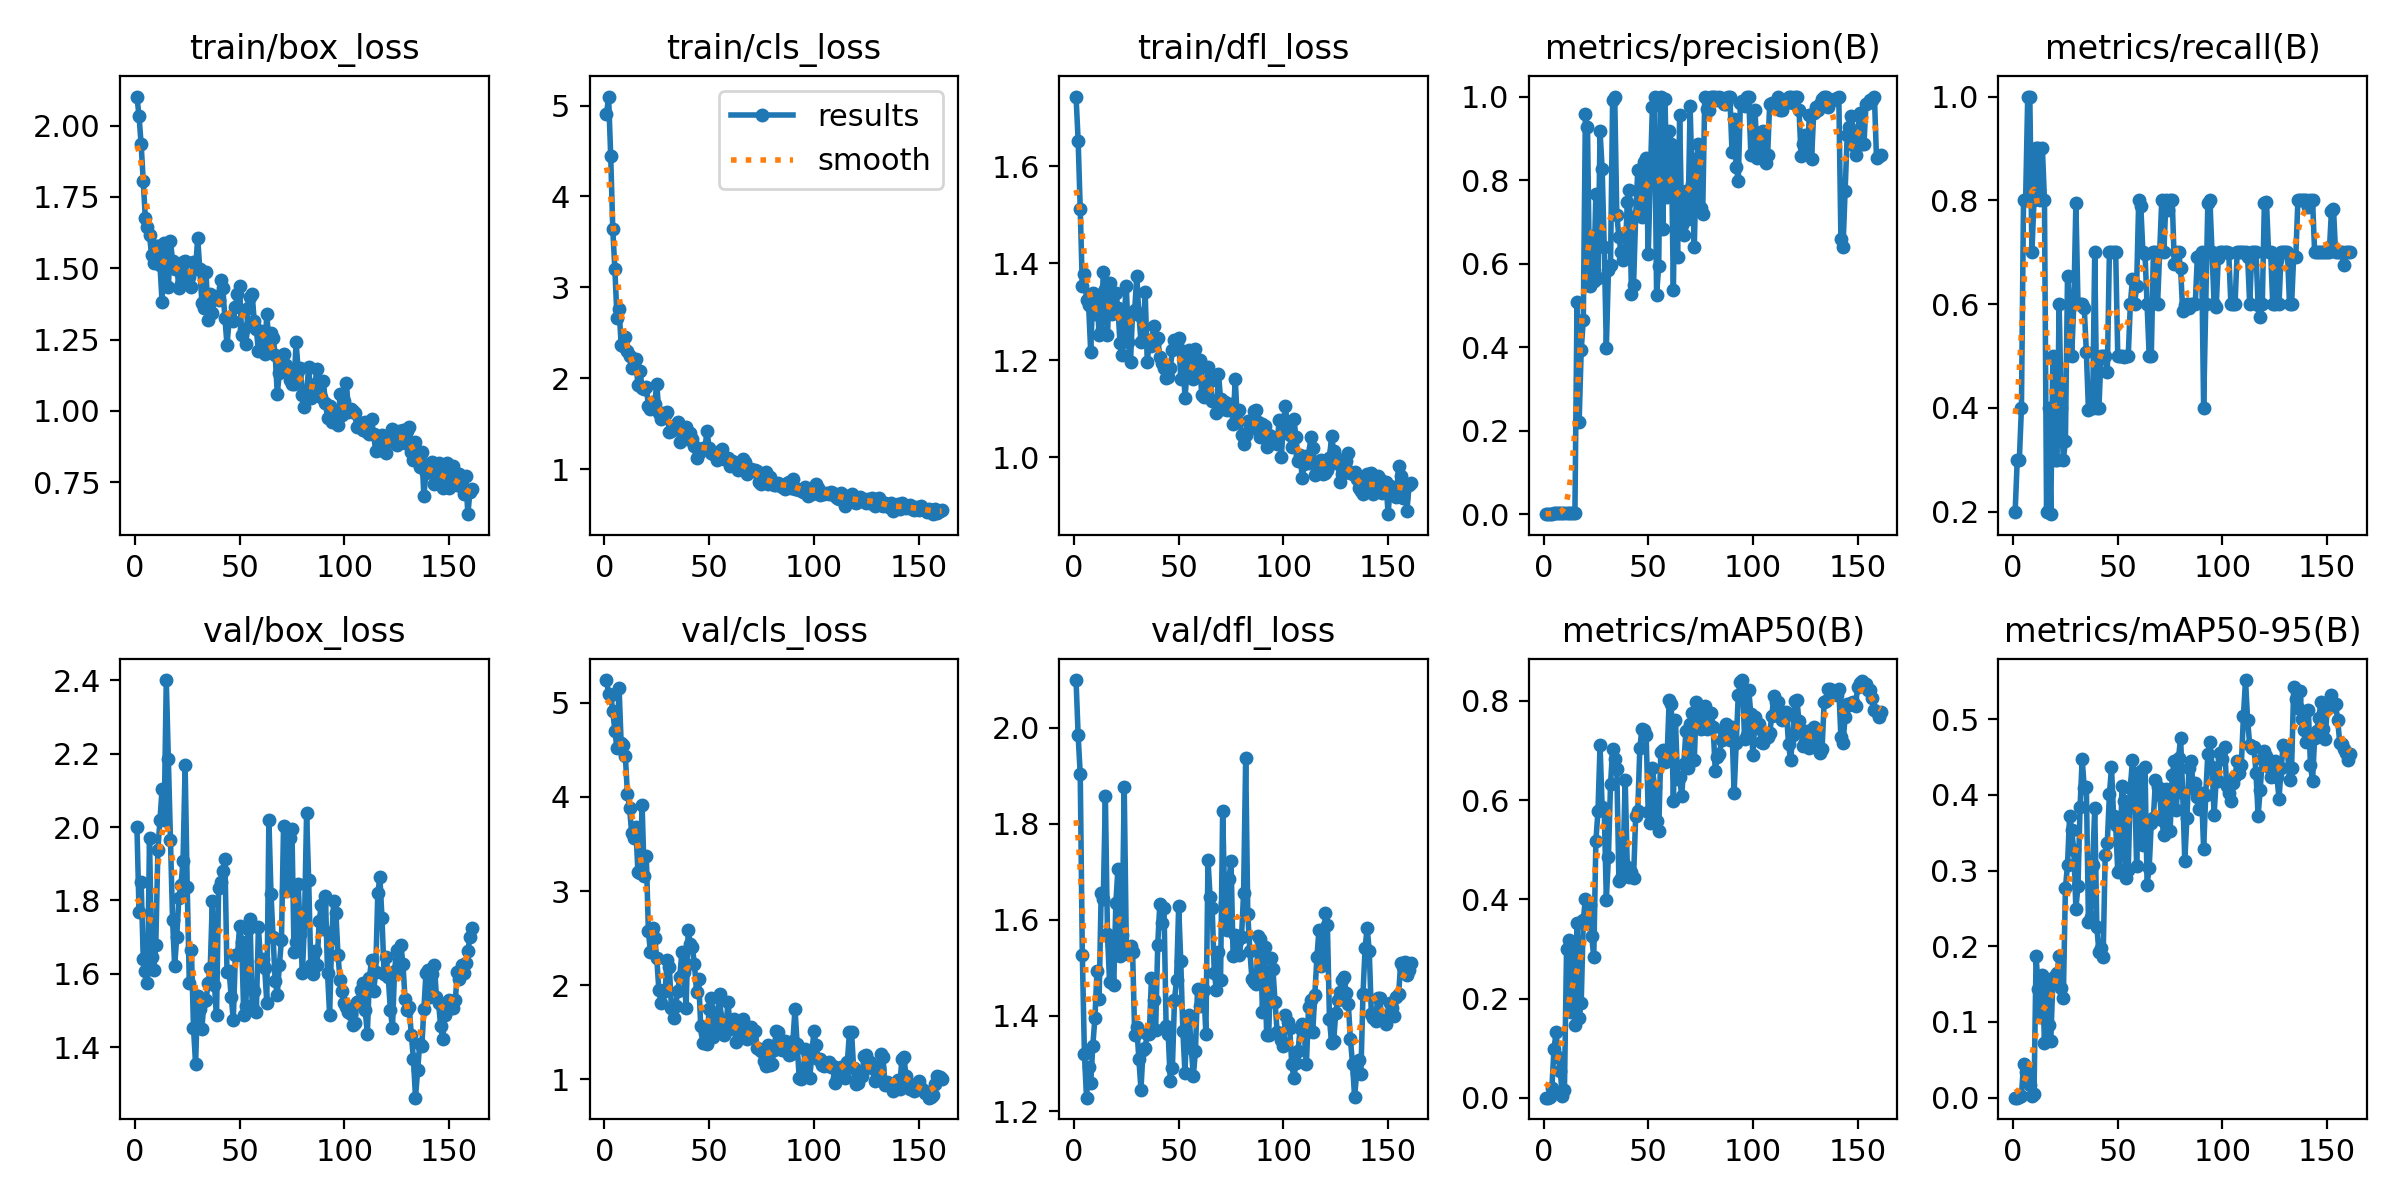 train/box_loss
train/cls_loss
train/dfl_loss
metrics/precision(B)
metrics/recall(B)
2.00
1.75
1.50
1.25
1.00
0.75
0 50 100 150
5
4
3
2
1
results
smooth
0 50 100 150
1.6
1.4
1.2
1.0
0 50 100 150
1.0
0.8
0.6
0.4
0.2
0.0
0 50 100 150
1.0
0.8
0.6
0.4
0.2
0 50 100 150
val/box_loss
val/cls_loss
val/dfl_loss
metrics/mAP50(B)
metrics/mAP50-95(B)
2.4
2.2
2.0
1.8
1.6
1.4
0 50 100 150
5
4
3
2
1
0 50 100 150
2.0
1.8
1.6
1.4
1.2
0 50 100 150
0.8
0.6
0.4
0.2
0.0
0 50 100 150
0.5
0.4
0.3
0.2
0.1
0.0
0 50 100 150